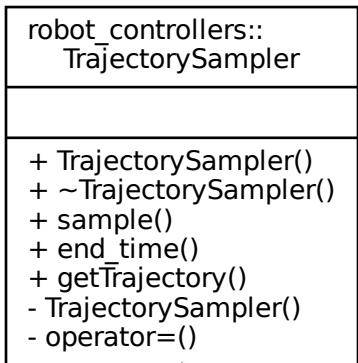 robot_controllers::
TrajectorySampler
+ TrajectorySampler()
+ ~TrajectorySampler()
+ sample()
+ end_time()
+ getTrajectory()
- TrajectorySampler()
- operator=()